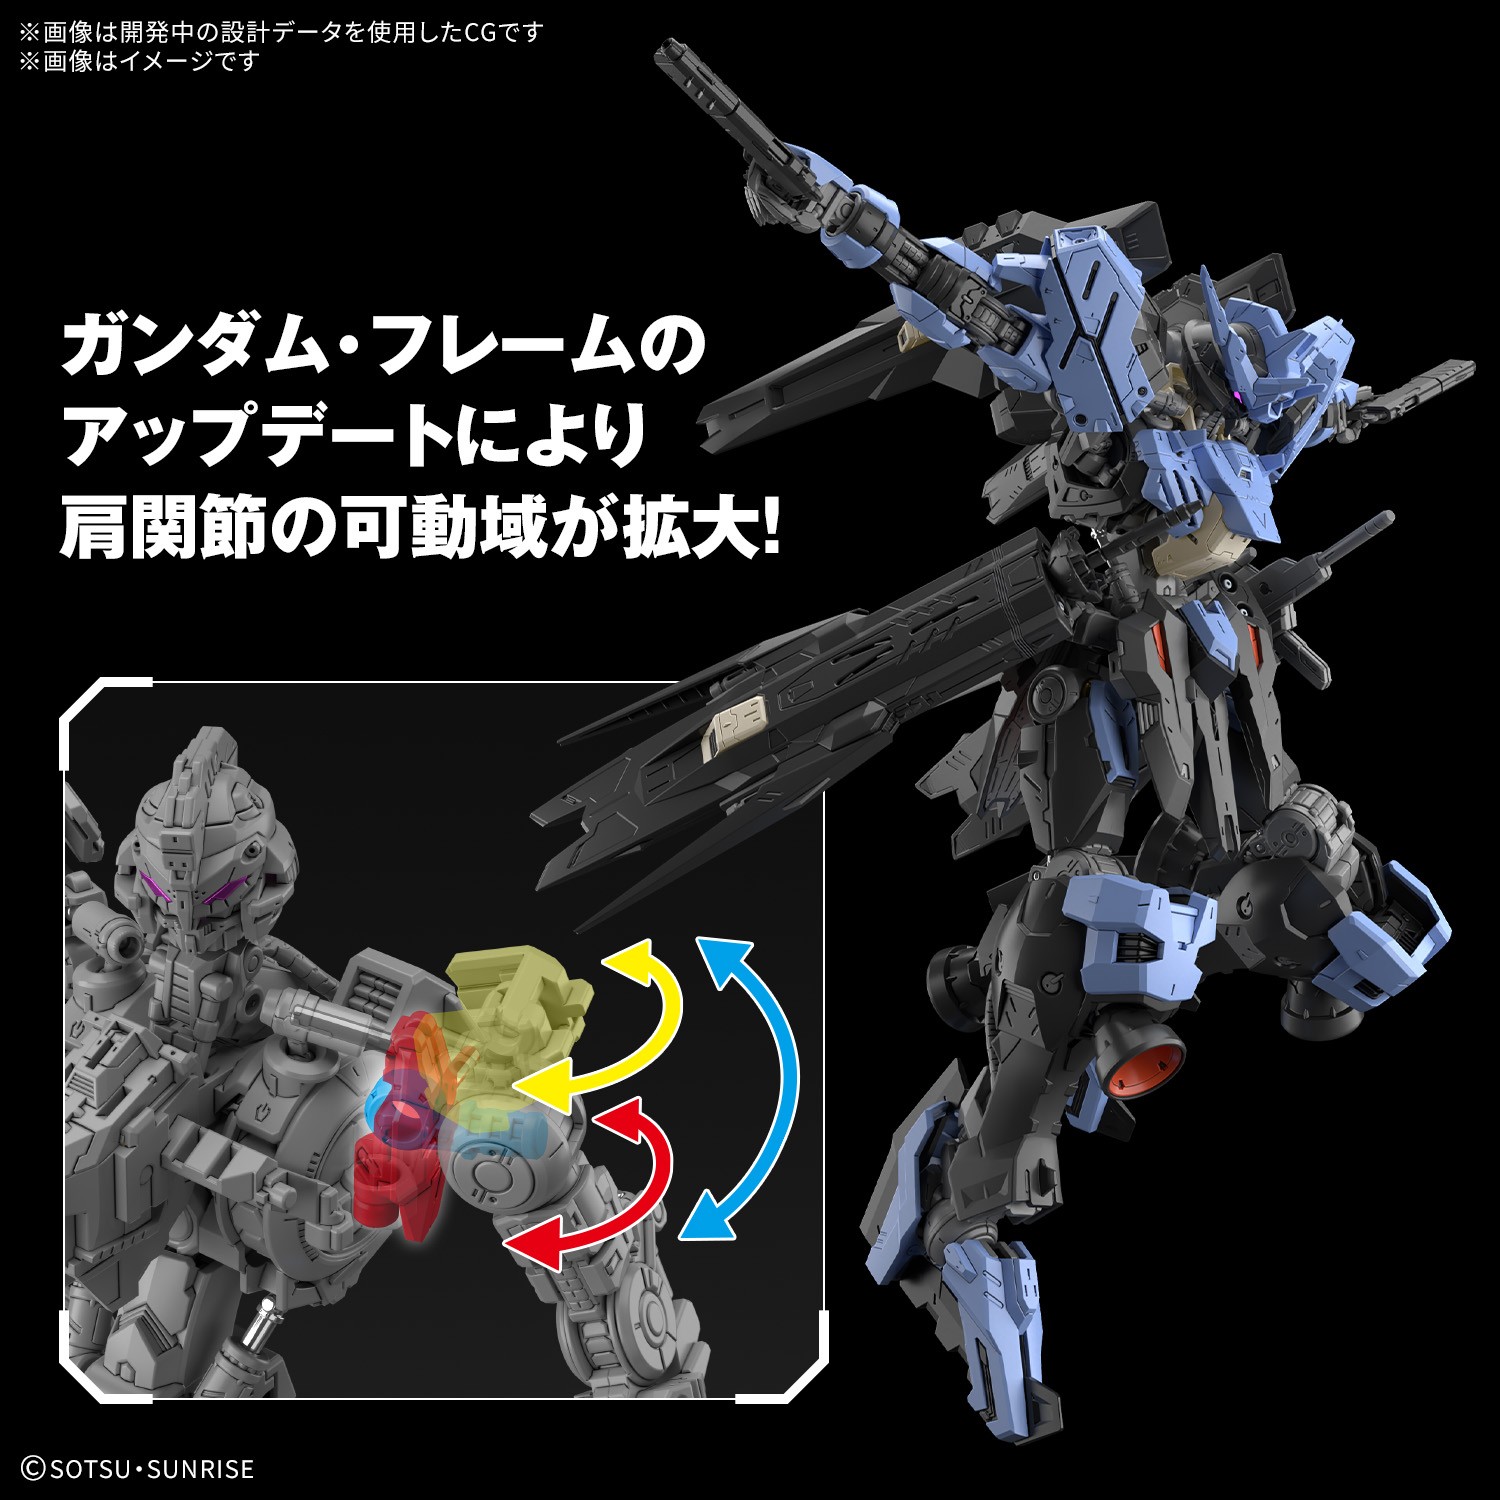 ※画像は開発中の設計データを使用したCGです
※画像はイメージです
ガンダム・フレームの
アップデートにより
肩関節の可動域が拡大!
©SOTSU・SUNRISE